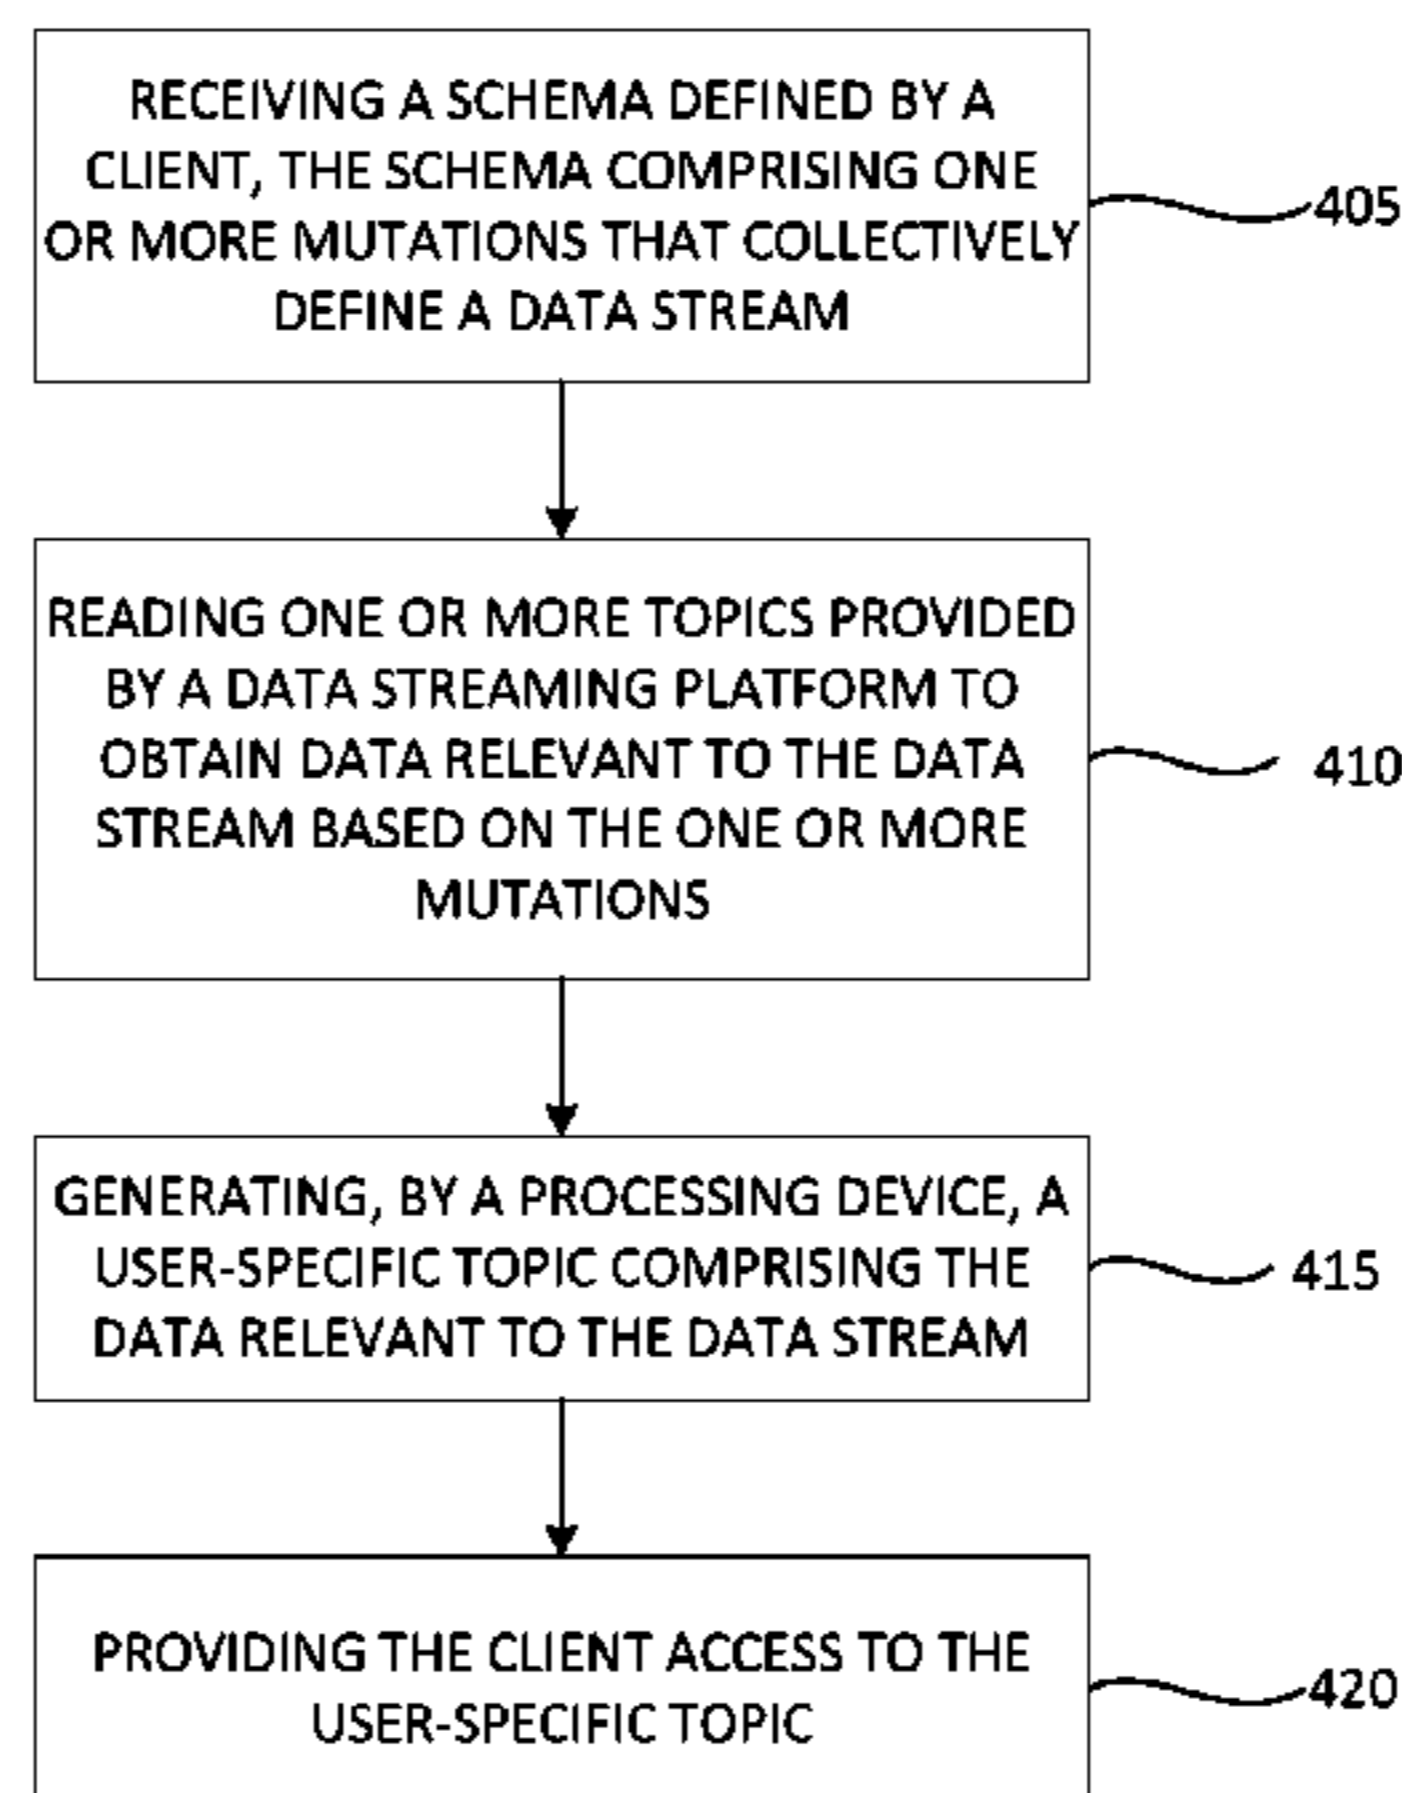 RECEIVING A SCHEMA DEFINED BY A
CLIENT, THE SCHEMA COMPRISING ONE
OR MORE MUTATIONS THAT COLLECTIVELY
DEFINE A DATA STREAM
405
READING ONE OR MORE TOPICS PROVIDED
BY A DATA STREAMING PLATFORM TO
OBTAIN DATA RELEVANT TO THE DATA
STREAM BASED ON THE ONE OR MORE
MUTATIONS
410
GENERATING, BY A PROCESSING DEVICE, A
USER-SPECIFIC TOPIC COMPRISING THE
DATA RELEVANT TO THE DATA STREAM
415
PROVIDING THE CLIENT ACCESS TO THE
USER-SPECIFIC TOPIC
420